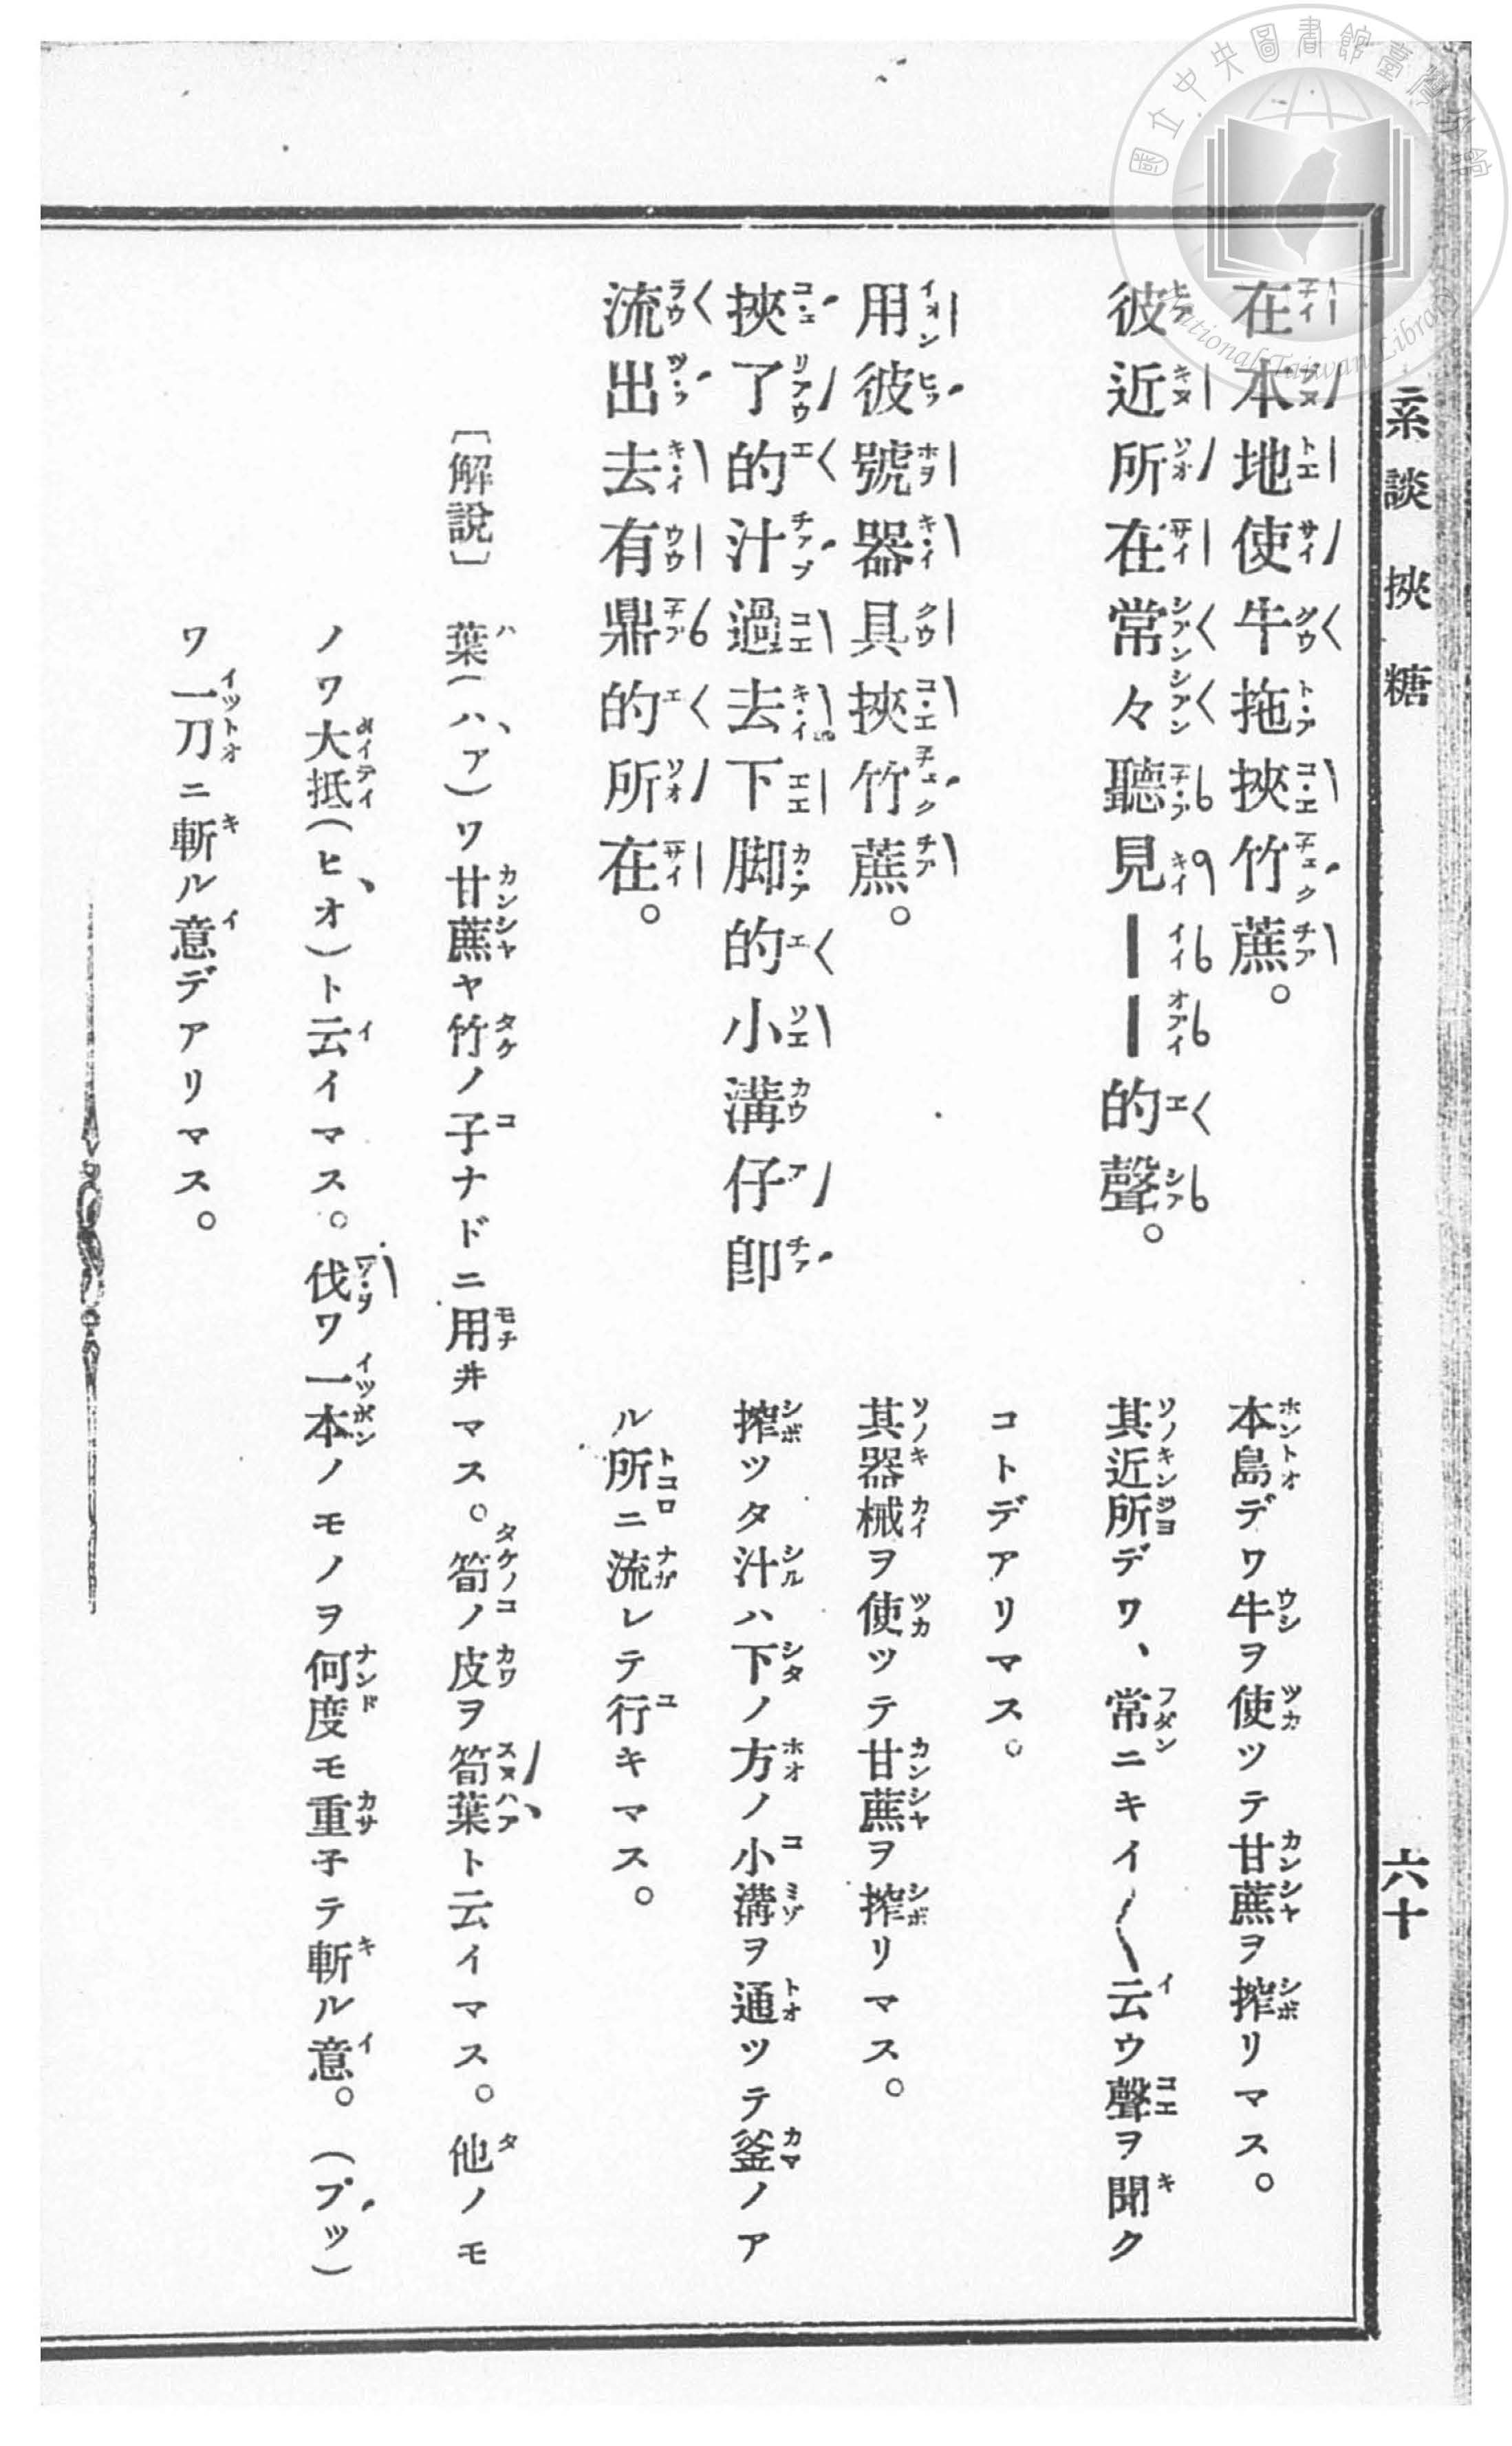 國立中央圖書館臺灣分館
National Taiwan Library
談 挾糖
六十
在本地使牛拖挾竹蔗。
本島デワ牛ヲ使ツテ甘蔗ヲ搾リマス。
彼近所在常々聽見——的聲。
其近所デワ、常ニキイ〱云ウ聲ヲ聞ク
コトデアリマス。
用彼號器具挾竹蔗。
其器械ヲ使ツテ甘蔗ヲ搾リマス。
挾了的汁過去下脚的小溝仔卽
流出去有鼎的所在。
搾ツタ汁ハ下ノ方ノ小溝ヲ通ツテ釜ノア
ル所ニ流レテ行キマス。
〔解說〕 葉(ハ、ア)ワ甘蔗ヤ竹ノ子ナドニ用井マス。筍ノ皮ヲ筍葉ト云イマス。他ノモ
ノワ大抵(ヒ、オ)ト云イマス。伐ワ一本ノモノヲ何度モ重子テ斬ル意。(プッ)
ワ一刀ニ斬ル意デアリマス。